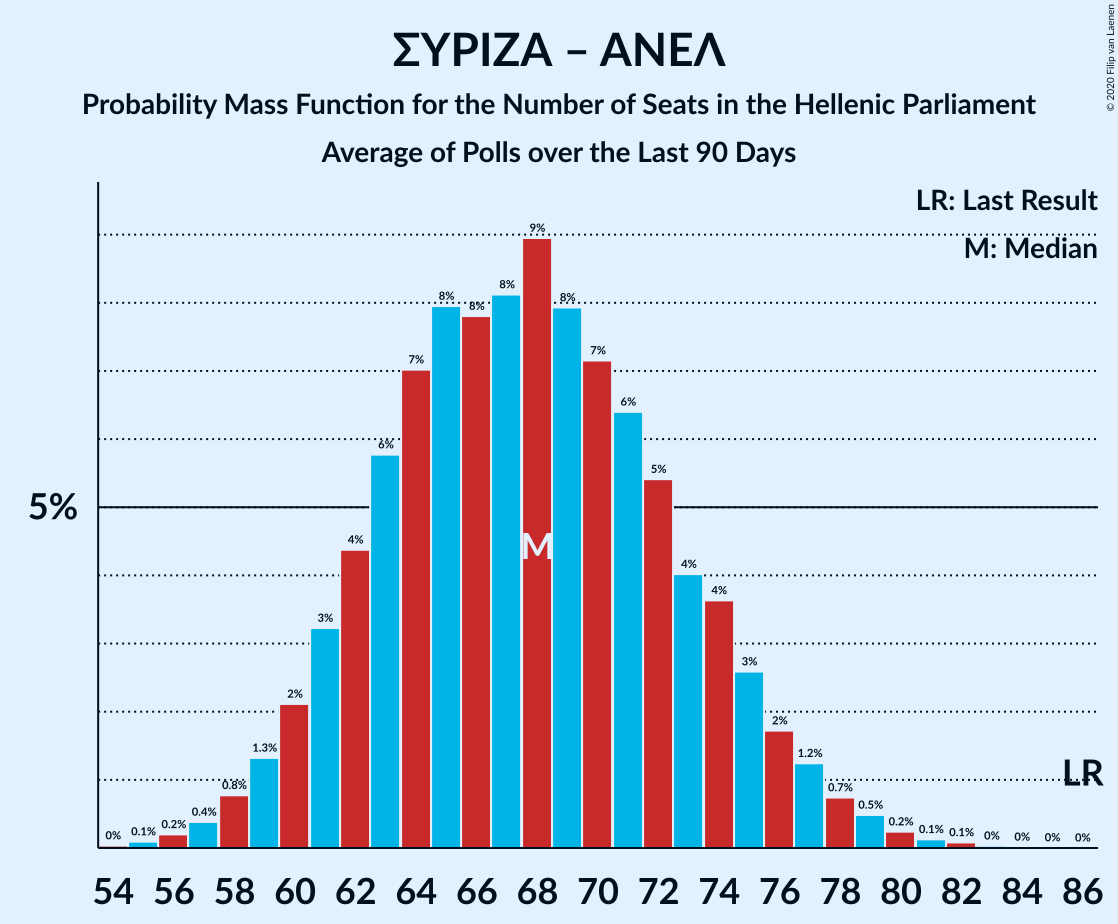 ΣΥΡΙΖΑ – ΑΝΕΛ
Probability Mass Function for the Number of Seats in the Hellenic Parliament
Average of Polls over the Last 90 Days
© 2020 Filip van Laenen
LR: Last Result
M: Median
5%
0% 0.1% 0.2% 0.4% 0.8% 1.3% 2% 3% 4% 6% 7% 8% 8% 8% 9% 8% 7% 6% 5% 4% 4% 3% 2% 1.2% 0.7% 0.5% 0.2% 0.1% 0.1% 0% 0% 0% 0%
M
LR
54 56 58 60 62 64 66 68 70 72 74 76 78 80 82 84 86